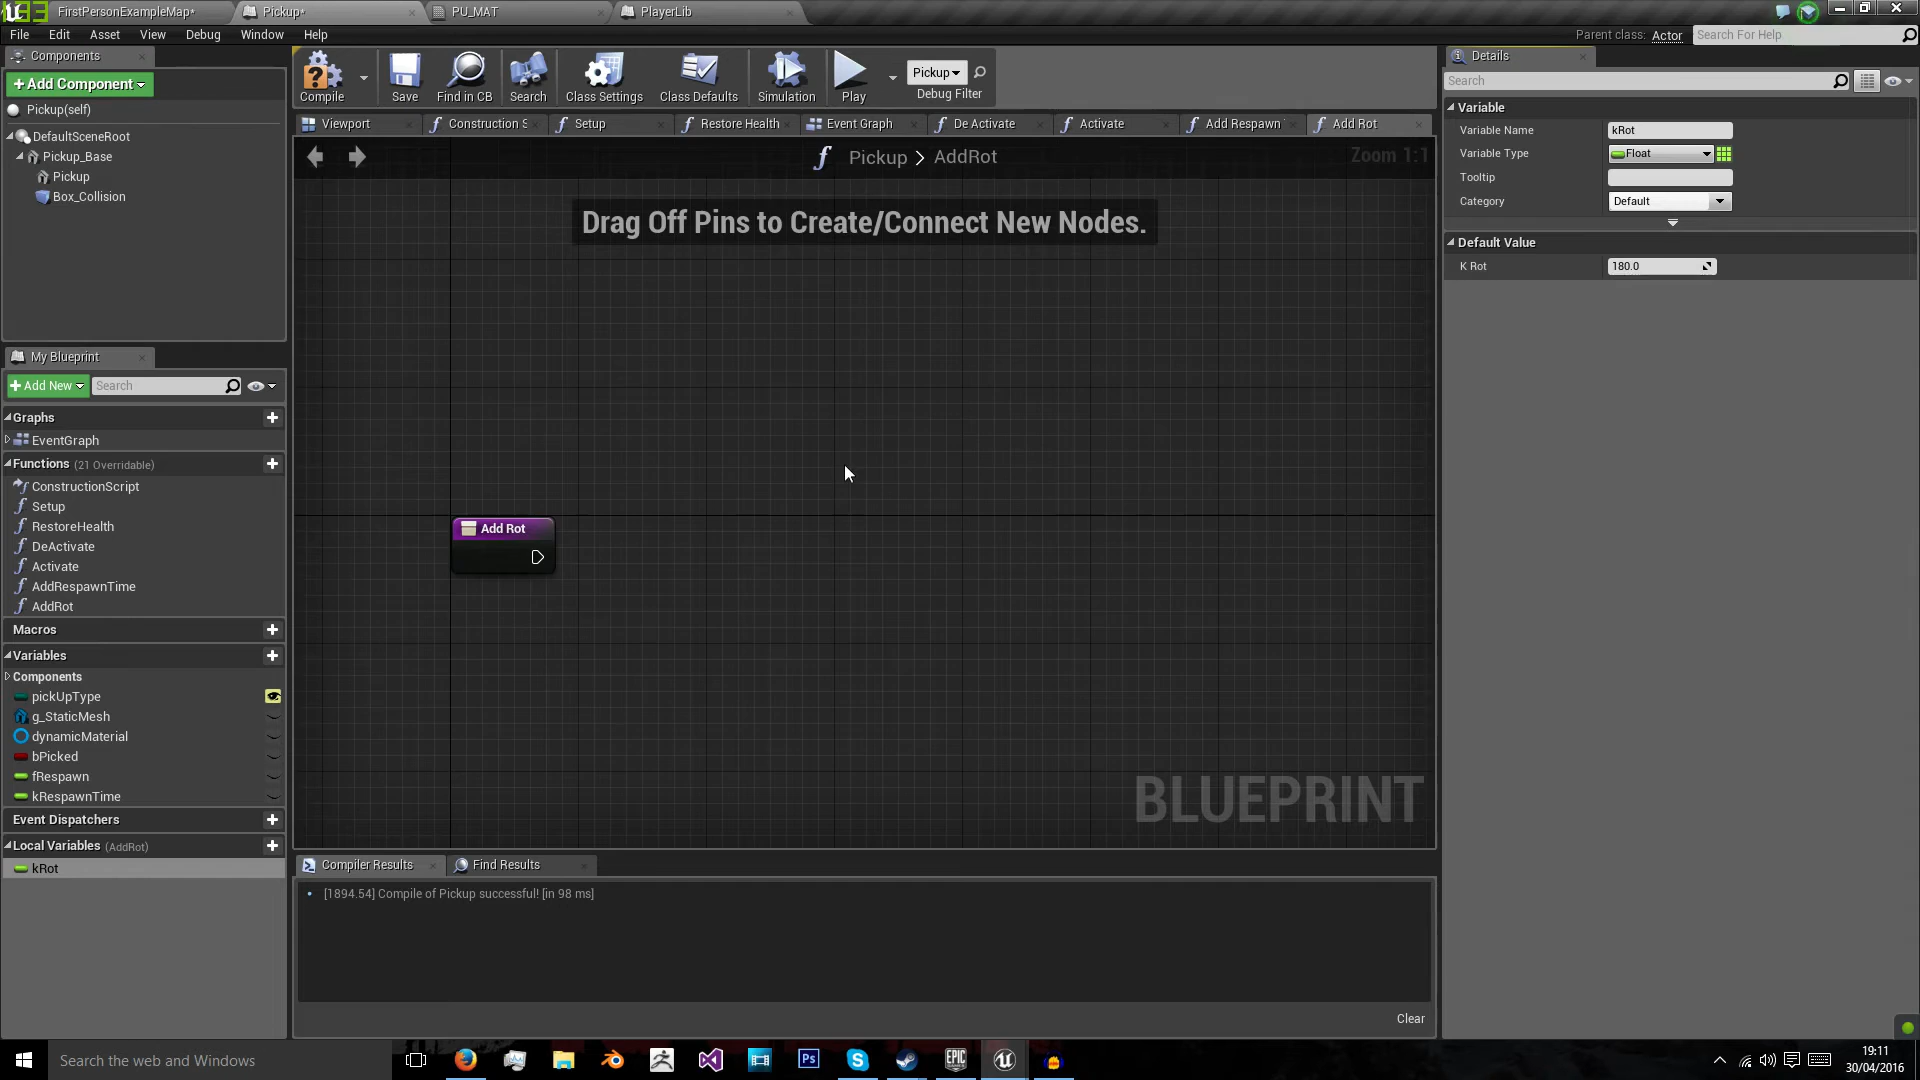 FirstPersonExampleMap*
Pickup*
PU_MAT
PlayerLib
File Edit Asset View Debug Window Help
Parent class: Actor
Search For Help
Components
+Add Component
Pickup(self)
DefaultSceneRoot
Pickup_Base
Pickup
Box_Collision
Compile
Save
Find in CB
Search
Class Settings
Class Defaults
Simulation
Play
Pickup
Debug Filter
Viewport
Construction S
Setup
Restore Health
Event Graph
De Activate
Activate
Add Respawn
Add Rot
Pickup > AddRot
Zoom 1:1
Drag Off Pins to Create/Connect New Nodes.
Add Rot
BLUEPRINT
My Blueprint
+Add New
Search
Graphs
EventGraph
Functions (21 Overridable)
ConstructionScript
Setup
RestoreHealth
DeActivate
Activate
AddRespawnTime
AddRot
Macros
Variables
Components
pickUpType
g_StaticMesh
dynamicMaterial
bPicked
fRespawn
kRespawnTime
Event Dispatchers
Local Variables (AddRot)
kRot
Compiler Results
Find Results
[1894.54] Compile of Pickup successful! [in 98 ms]
Clear
Details
Search
Variable
Variable Name kRot
Variable Type Float
Tooltip
Category Default
Default Value
K Rot 180.0
Search the web and Windows
Ps
EPIC
19:11
30/04/2016